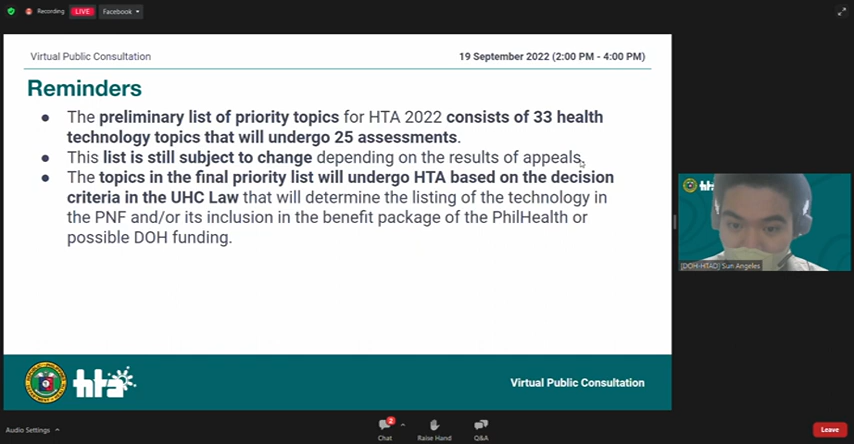 Recording
LIVE
Facebook
Virtual Public Consultation
19 September 2022 (2:00 PM - 4:00 PM)
Reminders
● The preliminary list of priority topics for HTA 2022 consists of 33 health
technology topics that will undergo 25 assessments.
● This list is still subject to change depending on the results of appeals.
● The topics in the final priority list will undergo HTA based on the decision
criteria in the UHC Law that will determine the listing of the technology in
the PNF and/or its inclusion in the benefit package of the PhilHealth or
possible DOH funding.
hta
[DOH-HTAD] Sun Angeles
hta
Virtual Public Consultation
Audio Settings
2
Chat
Raise Hand
Q&A
Leave